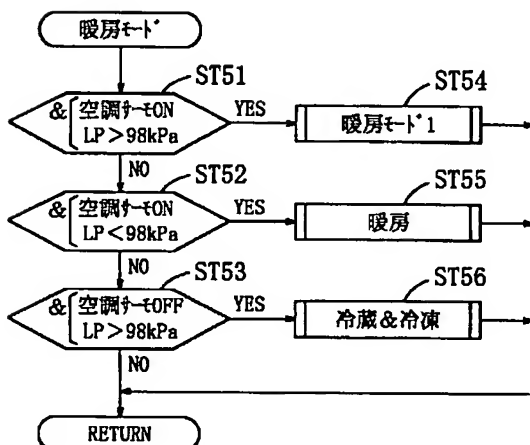 暖房モード
ST51
&
空調サーモON
LP>98kPa
YES
ST54
暖房モード1
NO
ST52
&
空調サーモON
LP<98kPa
YES
ST55
暖房
NO
ST53
&
空調サーモOFF
LP>98kPa
YES
ST56
冷蔵&冷凍
NO
RETURN